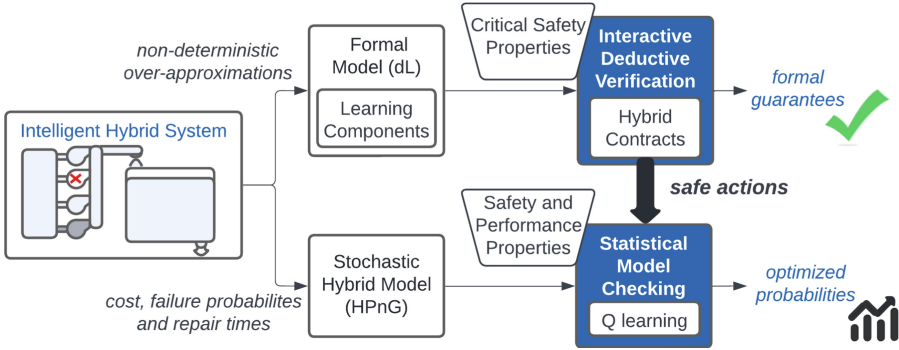 non-deterministic
over-approximations
Formal
Model (dL)
Learning
Components
Critical Safety
Properties
Interactive
Deductive
Verification
Hybrid
Contracts
formal
guarantees
Intelligent Hybrid System
safe actions
cost, failure probabilites
and repair times
Stochastic
Hybrid Model
(HPnG)
Safety and
Performance
Properties
Statistical
Model
Checking
Q learning
optimized
probabilities